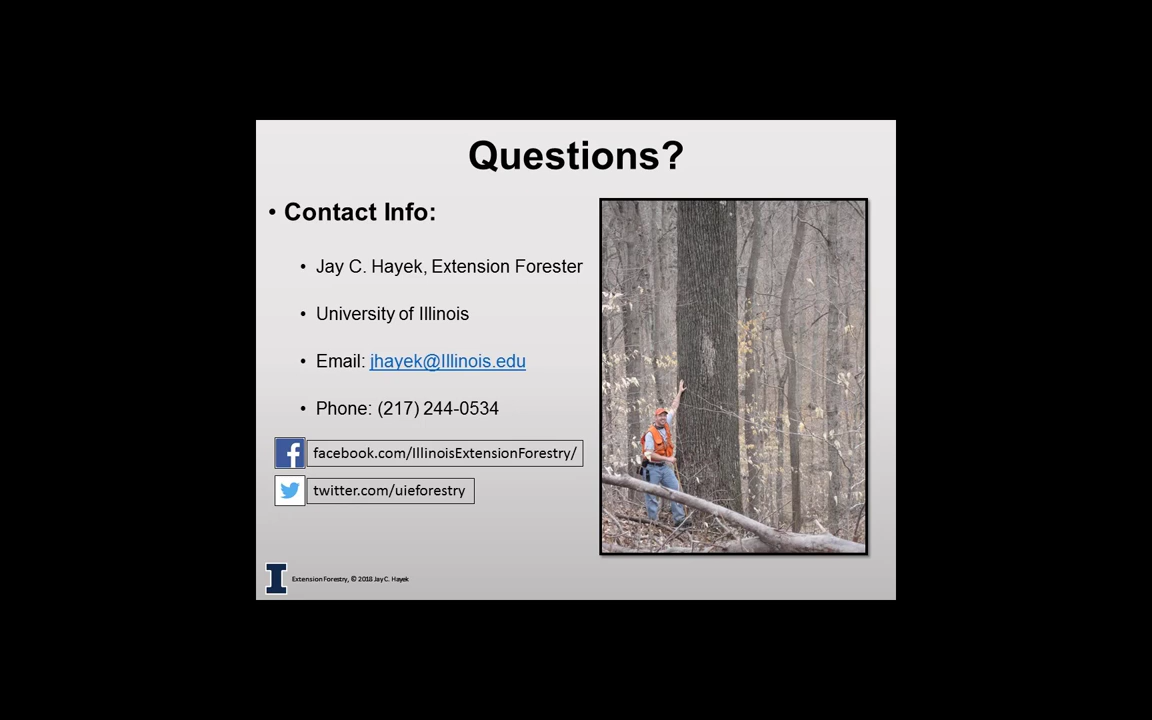 Questions?
• Contact Info:
• Jay C. Hayek, Extension Forester
• University of Illinois
• Email: jhayek@Illinois.edu
• Phone: (217) 244-0534
facebook.com/IllinoisExtensionForestry/
twitter.com/uieforestry
Extension Forestry, © 2018 Jay C. Hayek